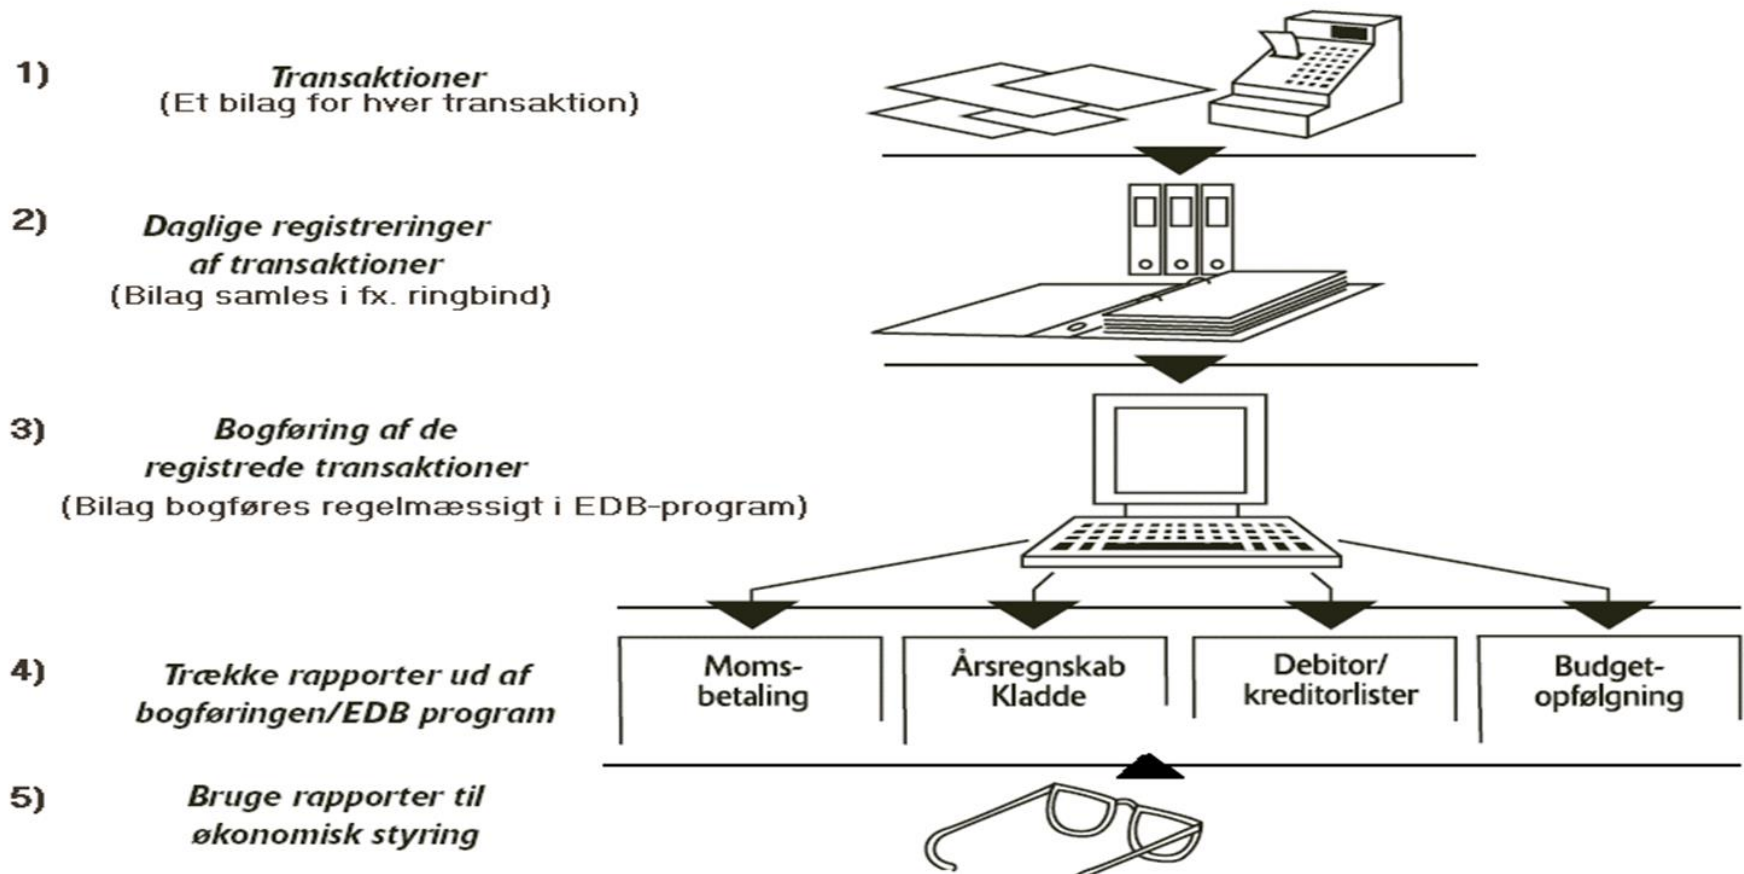 1)
Transaktioner
(Et bilag for hver transaktion)
2)
Daglige registreringer
af transaktioner
(Bilag samles i fx. ringbind)
3)
Bogføring af de
registrede transaktioner
(Bilag bogføres regelmæssigt i EDB-program)
4)
Trække rapporter ud af
bogføringen/EDB program
Moms-
betaling
Årsregnskab
Kladde
Debitor/
kreditorlister
Budget-
opfølgning
5)
Bruge rapporter til
økonomisk styring